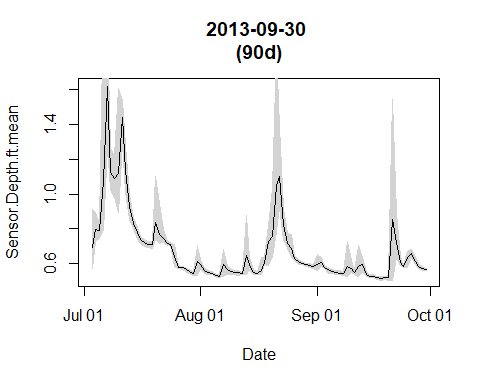 2013-09-30
(90d)
Sensor.Depth.ft.mean
1.4
1.0
0.6
Jul 01
Aug 01
Sep 01
Oct 01
Date